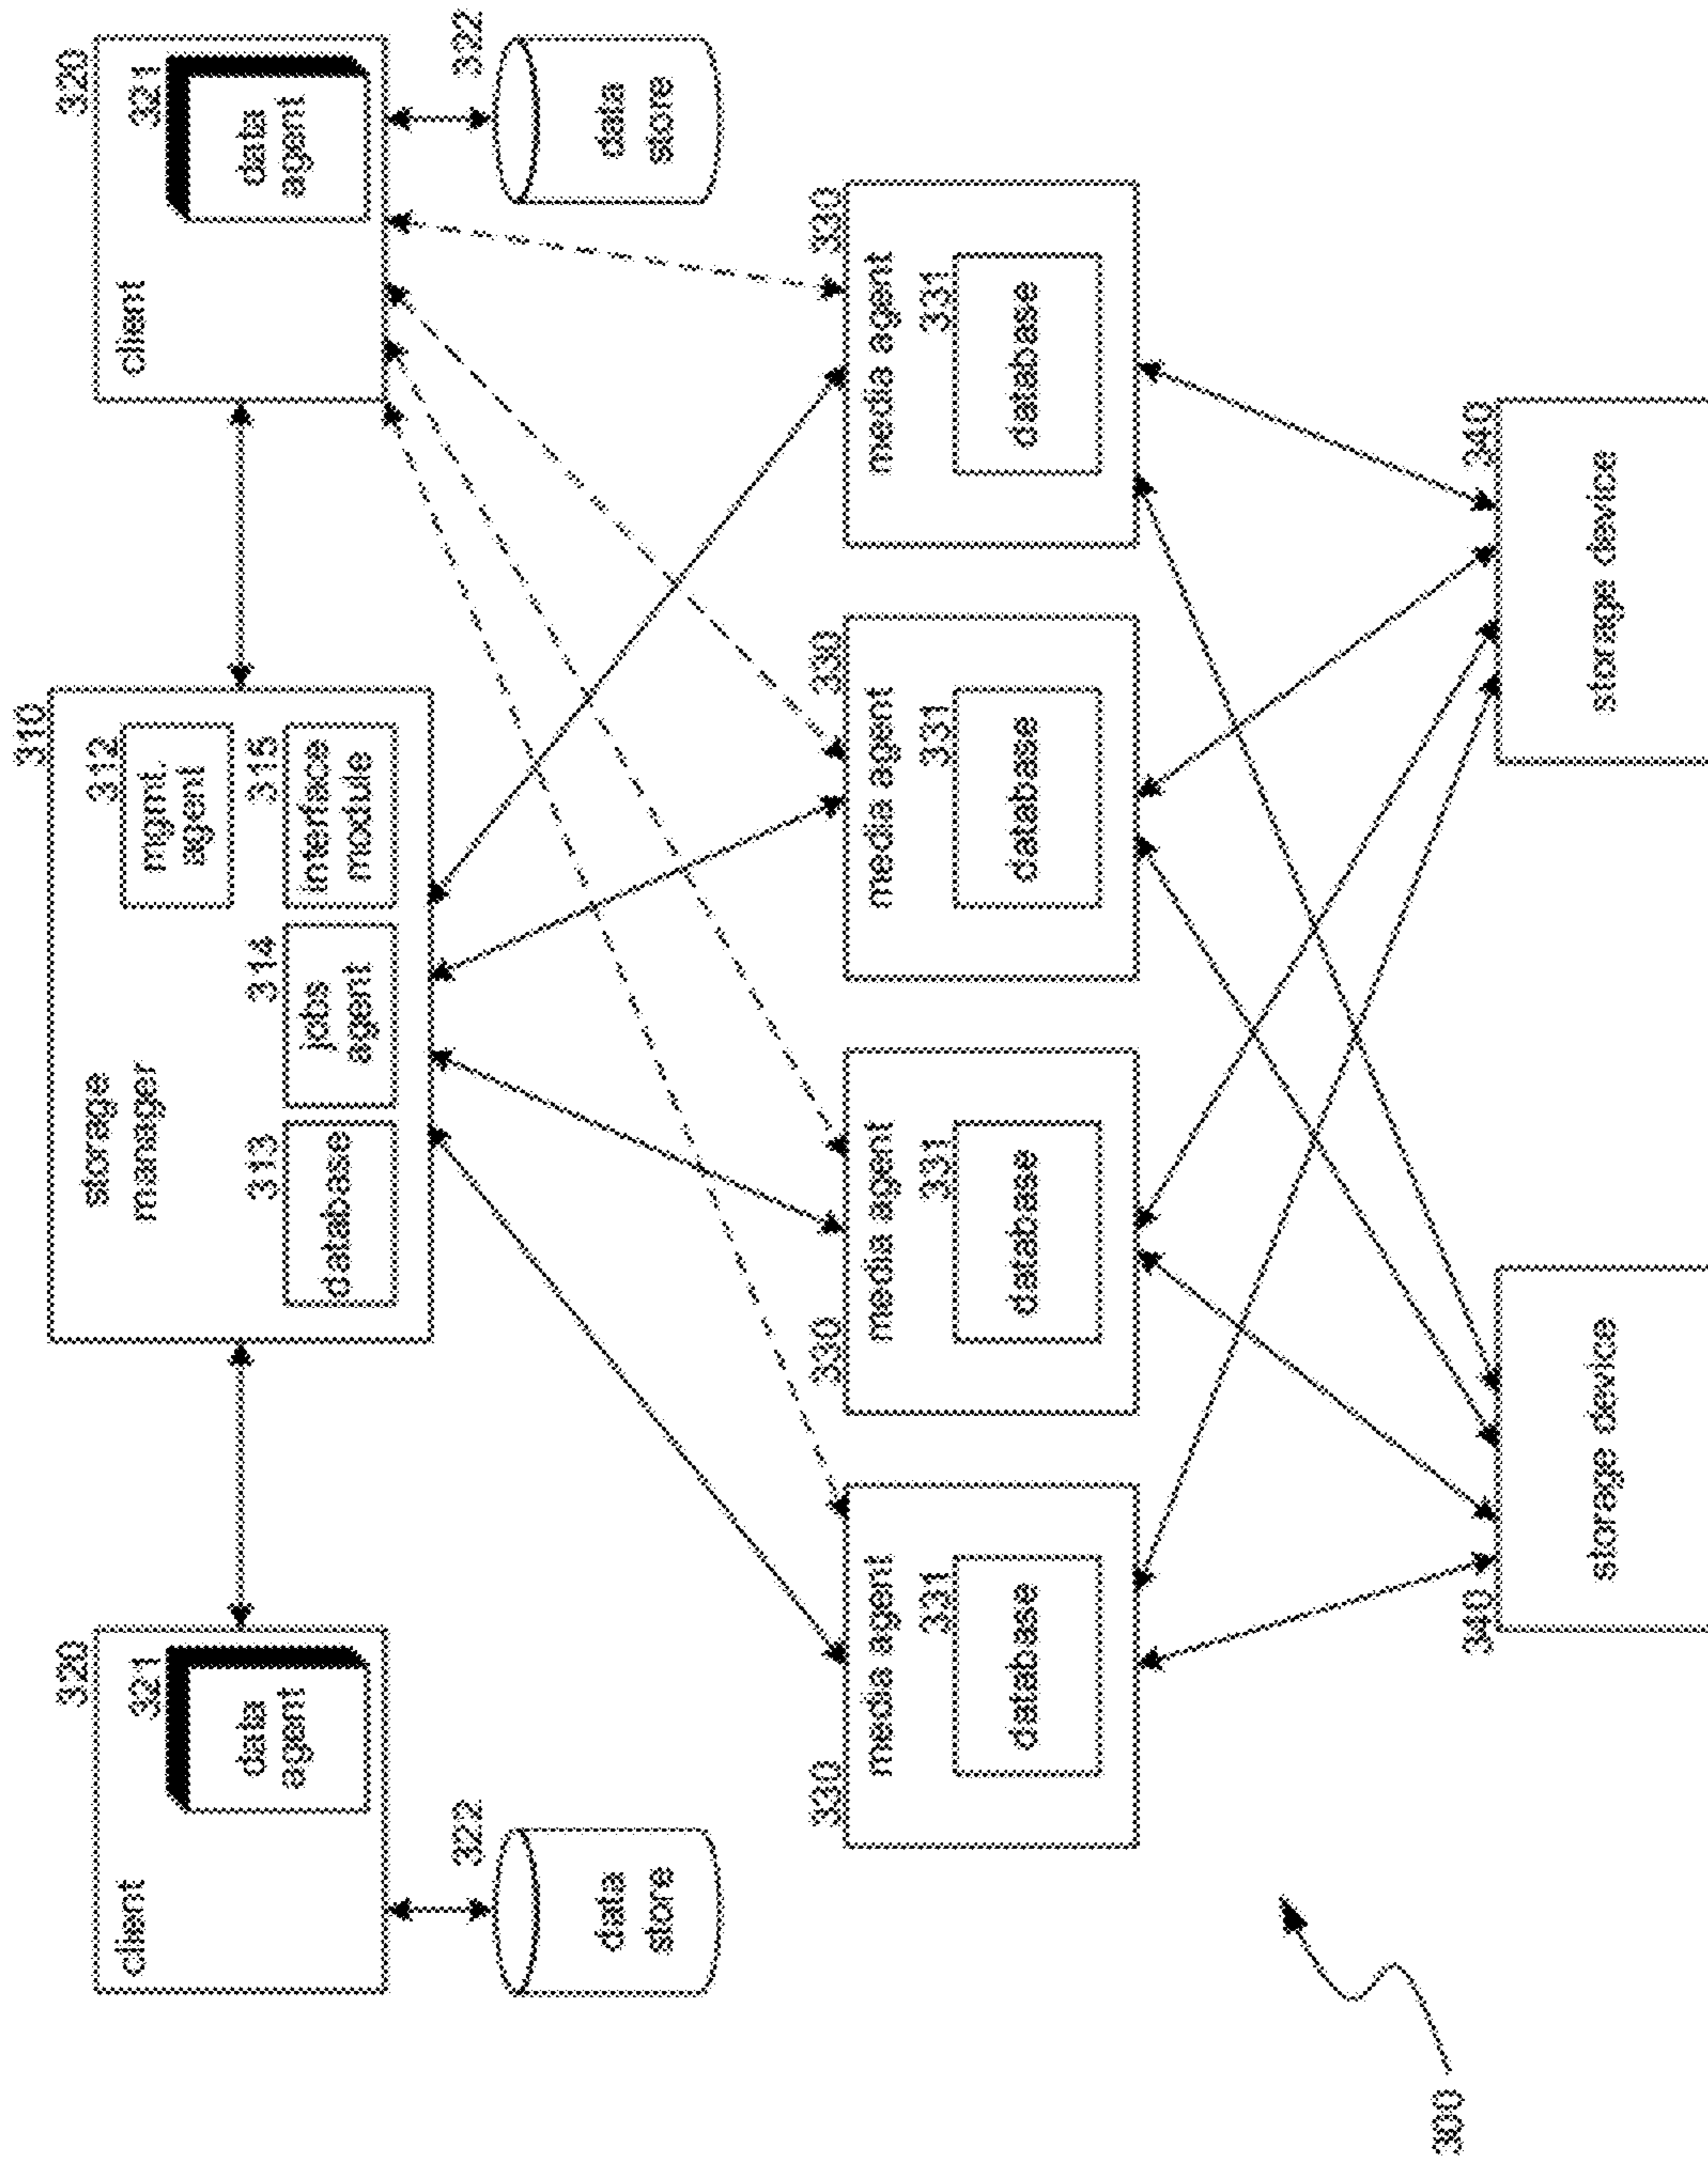 320
client
321
data
agent
322
data
store
310
storage
manager
312
mgmt.
agent
313
database
314
jobs
agent
315
interface
module
320
client
321
data
agent
322
data
store
330
media agent
331
database
330
media agent
331
database
330
media agent
331
database
330
media agent
331
database
340
storage device
340
storage device
300